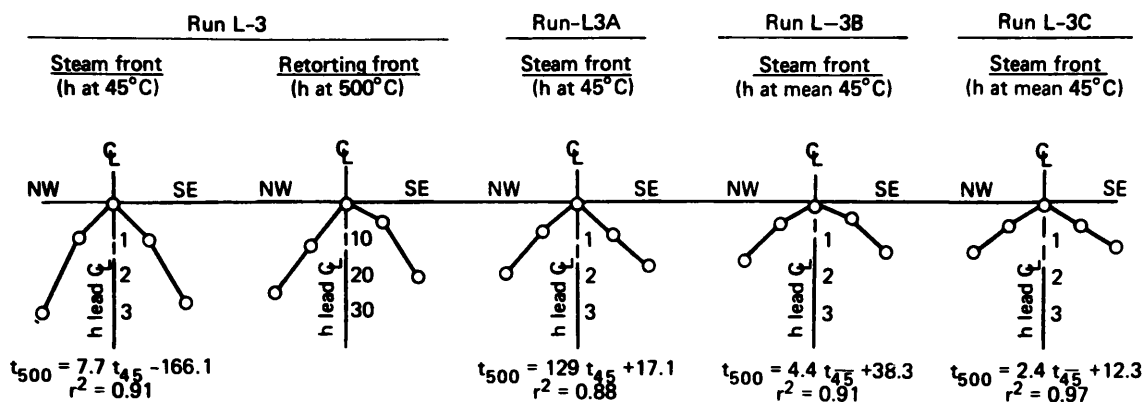 Run L-3
Run-L3A
Run L-3B
Run L-3C
Steam front
(h at 45°C)
Retorting front
(h at 500°C)
Steam front
(h at 45°C)
Steam front
(h at mean 45°C)
Steam front
(h at mean 45°C)
℄
℄
℄
℄
℄
NW
SE
NW
SE
NW
SE
NW
SE
NW
SE
1
2
3
h lead ℄
10
20
30
h lead ℄
1
2
3
h lead ℄
1
2
3
h lead ℄
1
2
3
h lead ℄
t500 = 7.7 t45 -166.1
r² = 0.91
t500 = 129 t45 +17.1
r² = 0.88
t500 = 4.4 t4̅5̅ +38.3
r² = 0.91
t500 = 2.4 t4̅5̅ +12.3
r² = 0.97